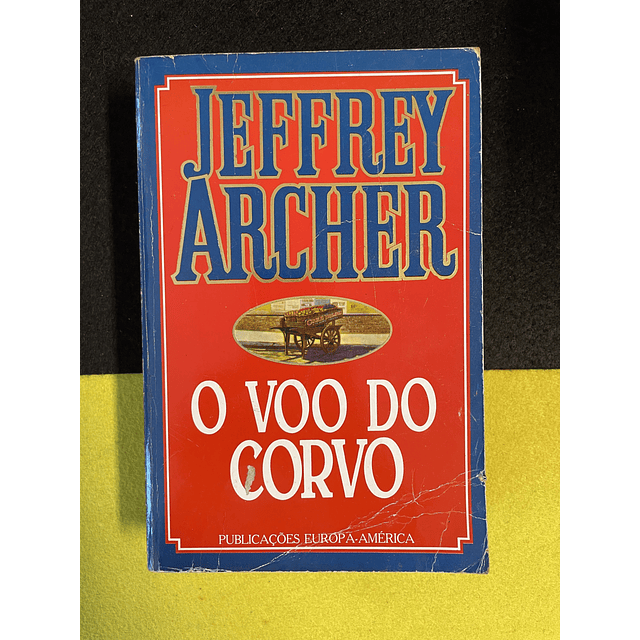 JEFFREY
ARCHER
O VOO DO
CORVO
PUBLICAÇÕES EUROPA-AMÉRICA